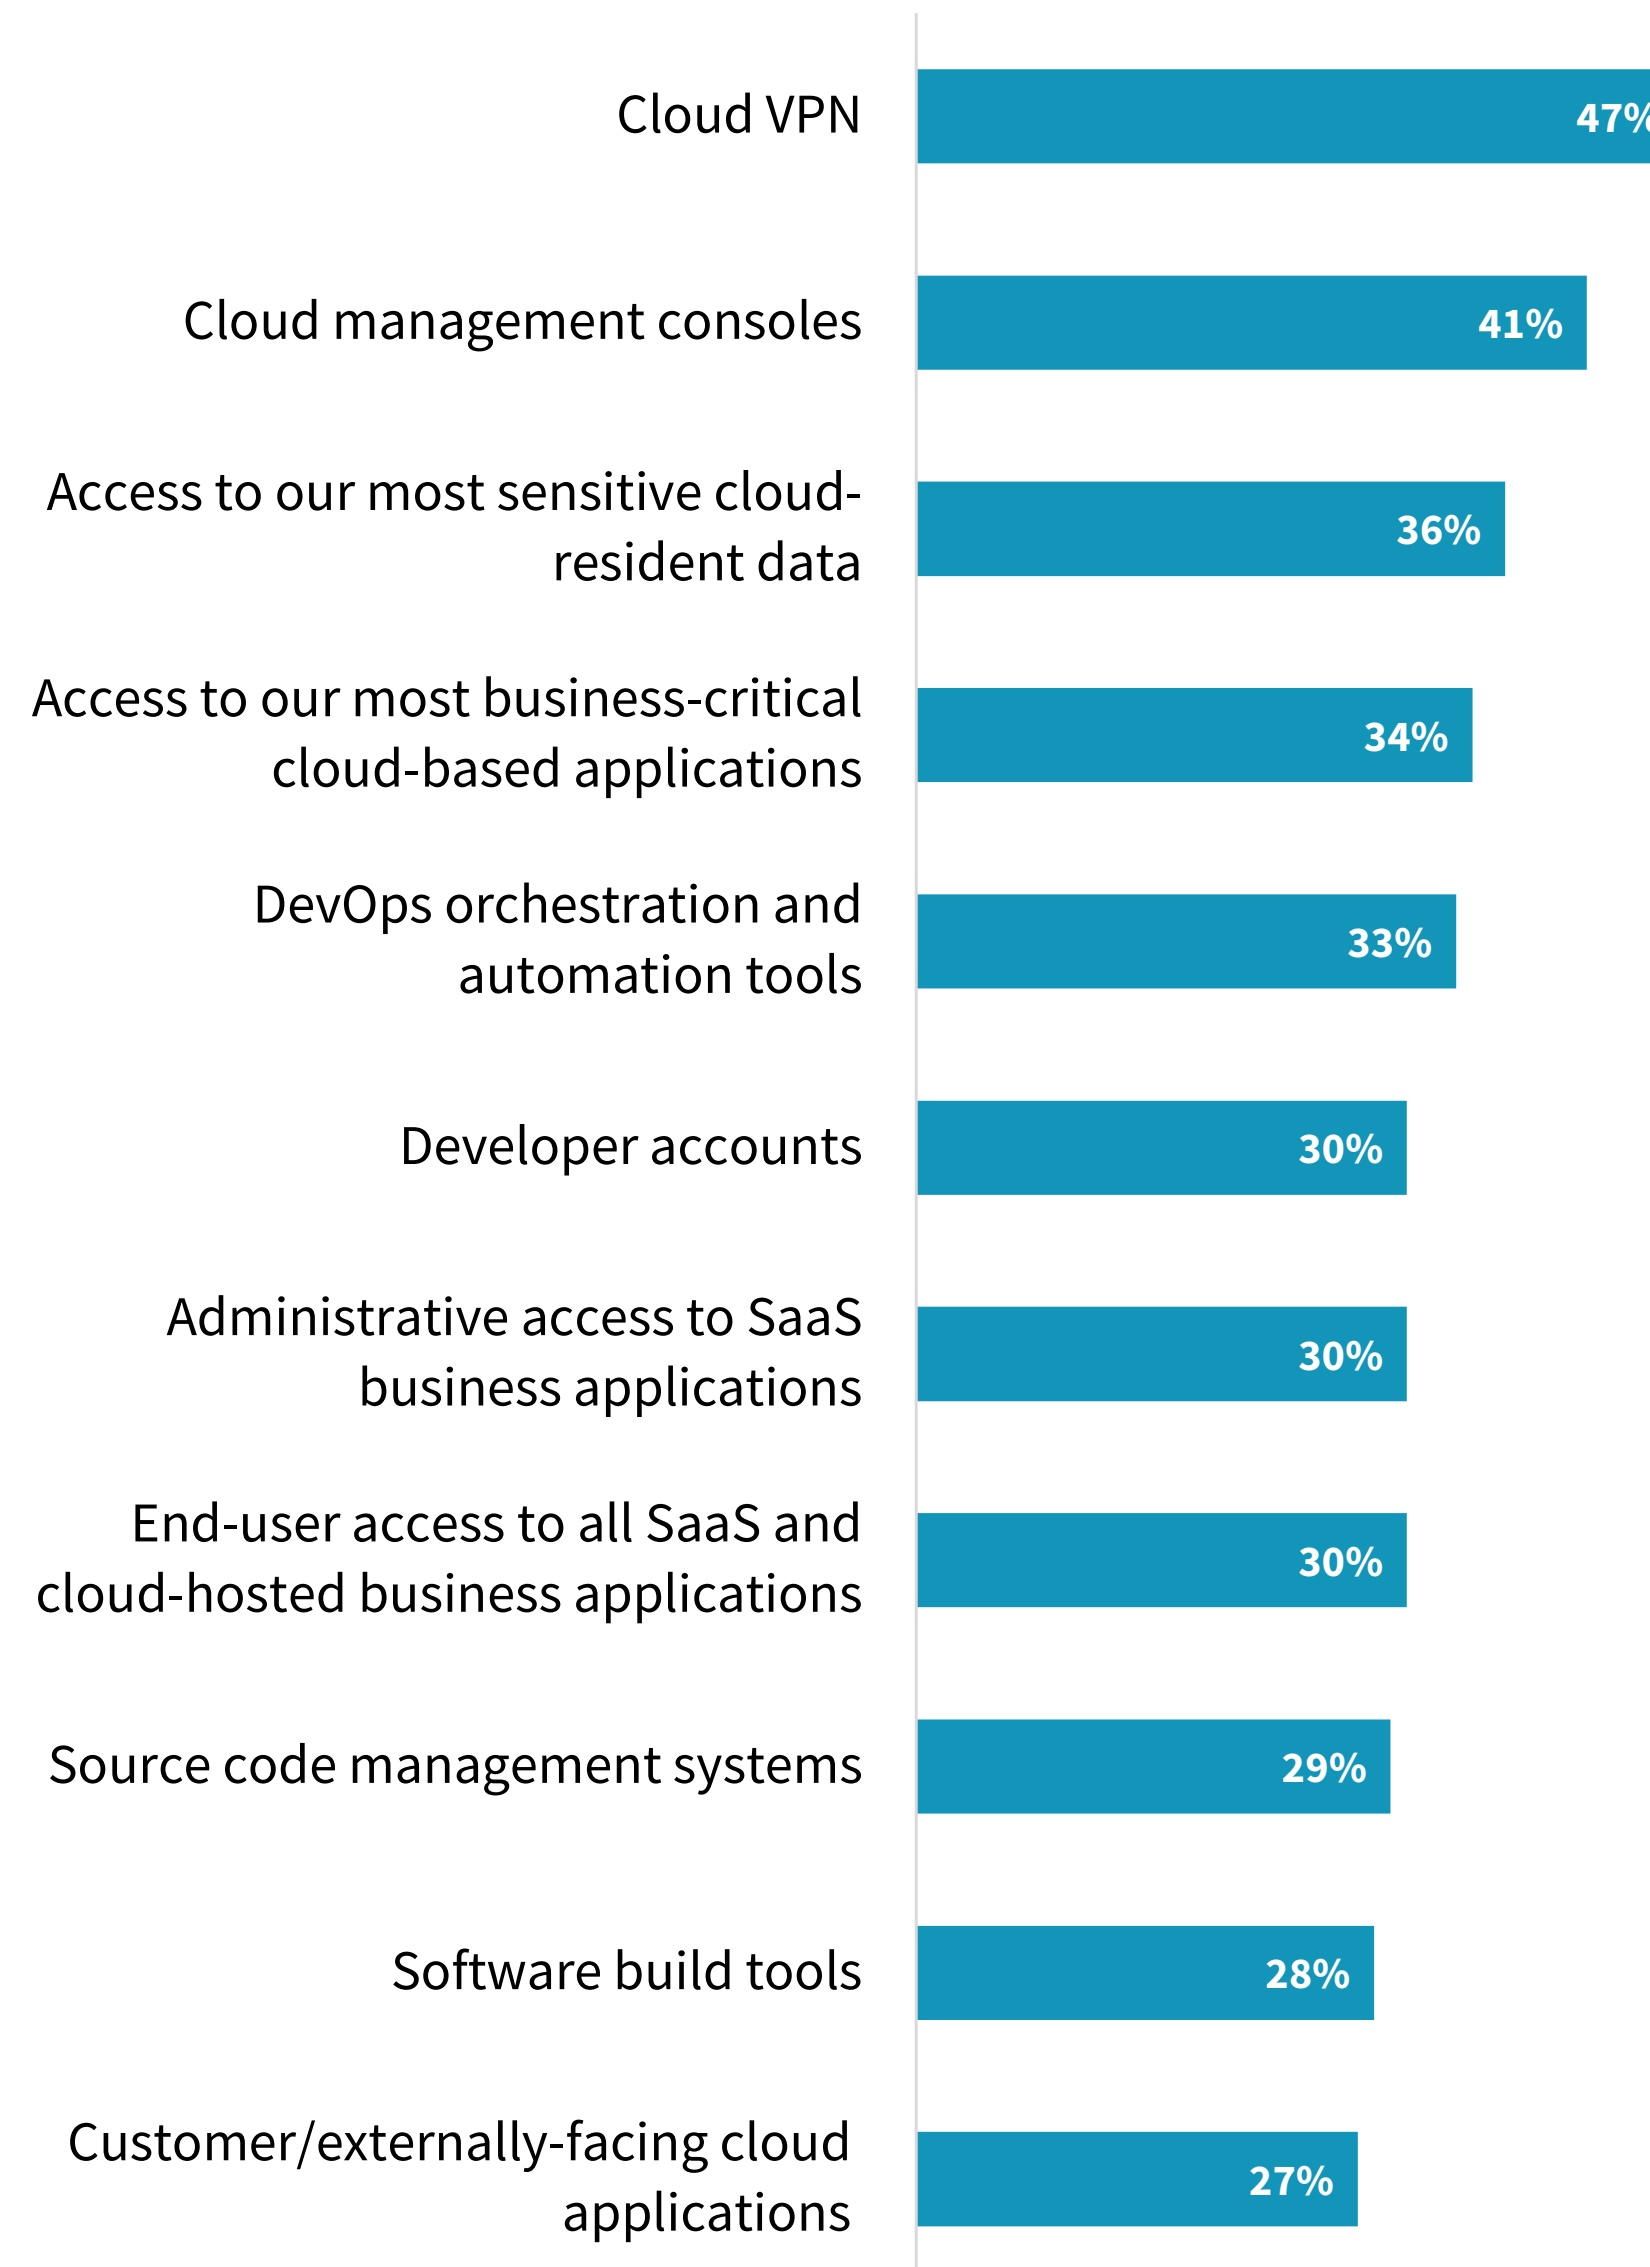 Cloud VPN
47%
Cloud management consoles
41%
Access to our most sensitive cloud-
resident data
36%
Access to our most business-critical
cloud-based applications
34%
DevOps orchestration and
automation tools
33%
Developer accounts
30%
Administrative access to SaaS
business applications
30%
End-user access to all SaaS and
cloud-hosted business applications
30%
Source code management systems
29%
Software build tools
28%
Customer/externally-facing cloud
applications
27%